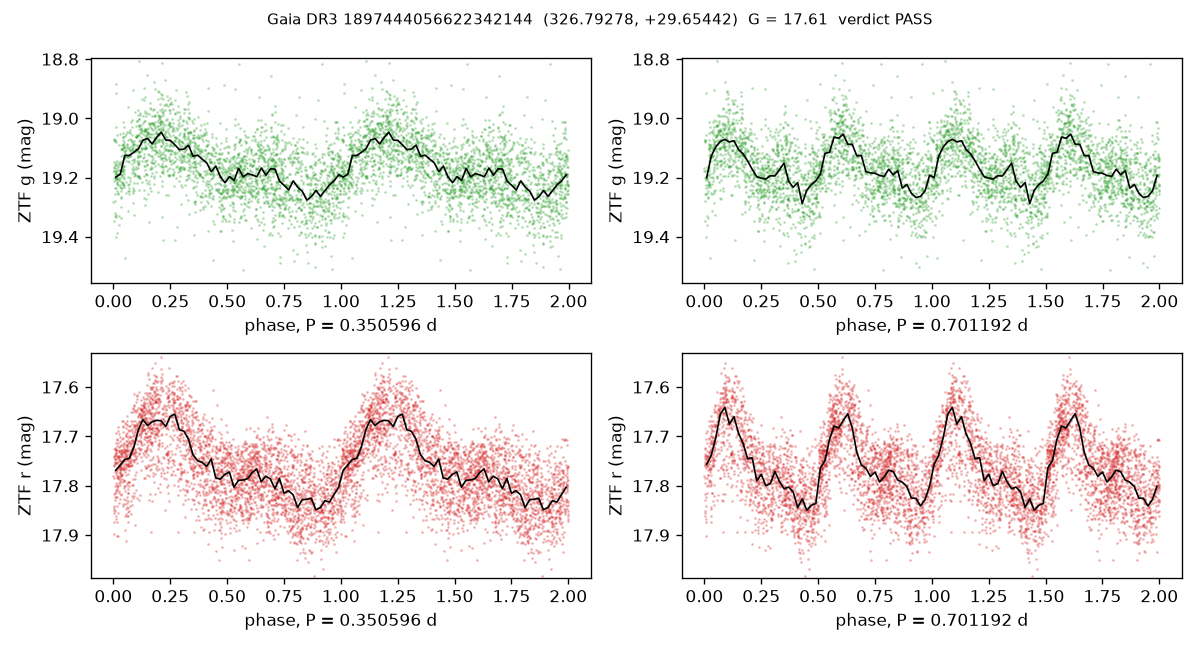 Gaia DR3 1897444056622342144  (326.79278, +29.65442)  G = 17.61  verdict PASS
18.8
19.0
19.2
19.4
ZTF g (mag)
0.00 0.25 0.50 0.75 1.00 1.25 1.50 1.75 2.00
phase, P = 0.350596 d
18.8
19.0
19.2
19.4
ZTF g (mag)
0.00 0.25 0.50 0.75 1.00 1.25 1.50 1.75 2.00
phase, P = 0.701192 d
17.6
17.7
17.8
17.9
ZTF r (mag)
0.00 0.25 0.50 0.75 1.00 1.25 1.50 1.75 2.00
phase, P = 0.350596 d
17.6
17.7
17.8
17.9
ZTF r (mag)
0.00 0.25 0.50 0.75 1.00 1.25 1.50 1.75 2.00
phase, P = 0.701192 d